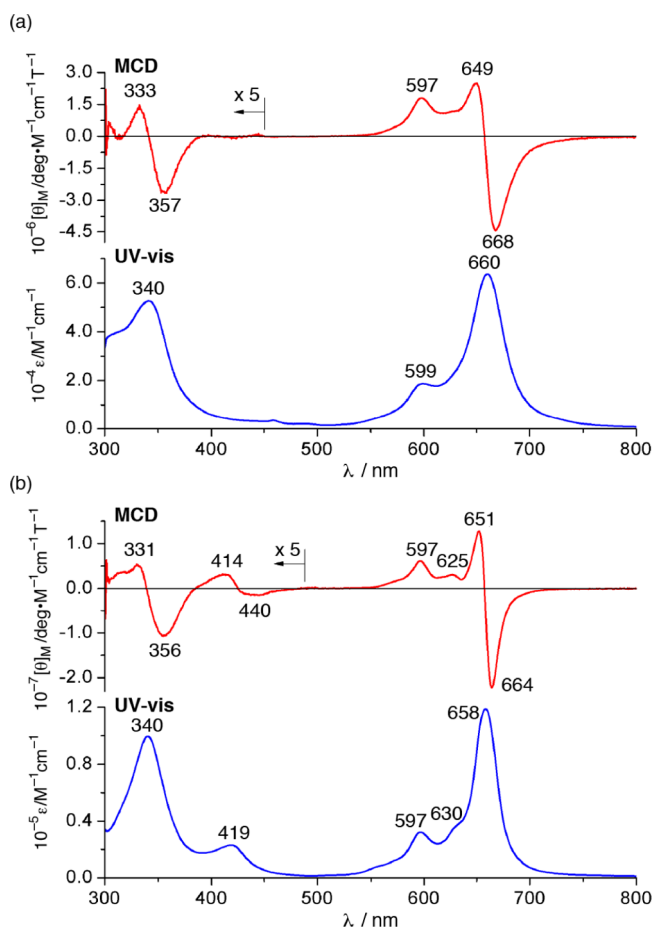 (a)
MCD
333
x 5
597
649
357
668
3.0
1.5
0.0
-1.5
-3.0
-4.5
10⁻⁶[θ]M/deg•M⁻¹cm⁻¹T⁻¹
UV-vis
340
599
660
6.0
4.0
2.0
0.0
10⁻⁴ε/M⁻¹cm⁻¹
300 400 500 600 700 800
λ / nm
(b)
MCD
331
414
440
x 5
597
625
651
356
664
1.0
0.0
-1.0
-2.0
10⁻⁷[θ]M/deg•M⁻¹cm⁻¹T⁻¹
UV-vis
340
419
597
630
658
1.2
0.8
0.4
0.0
10⁻⁵ε/M⁻¹cm⁻¹
300 400 500 600 700 800
λ / nm